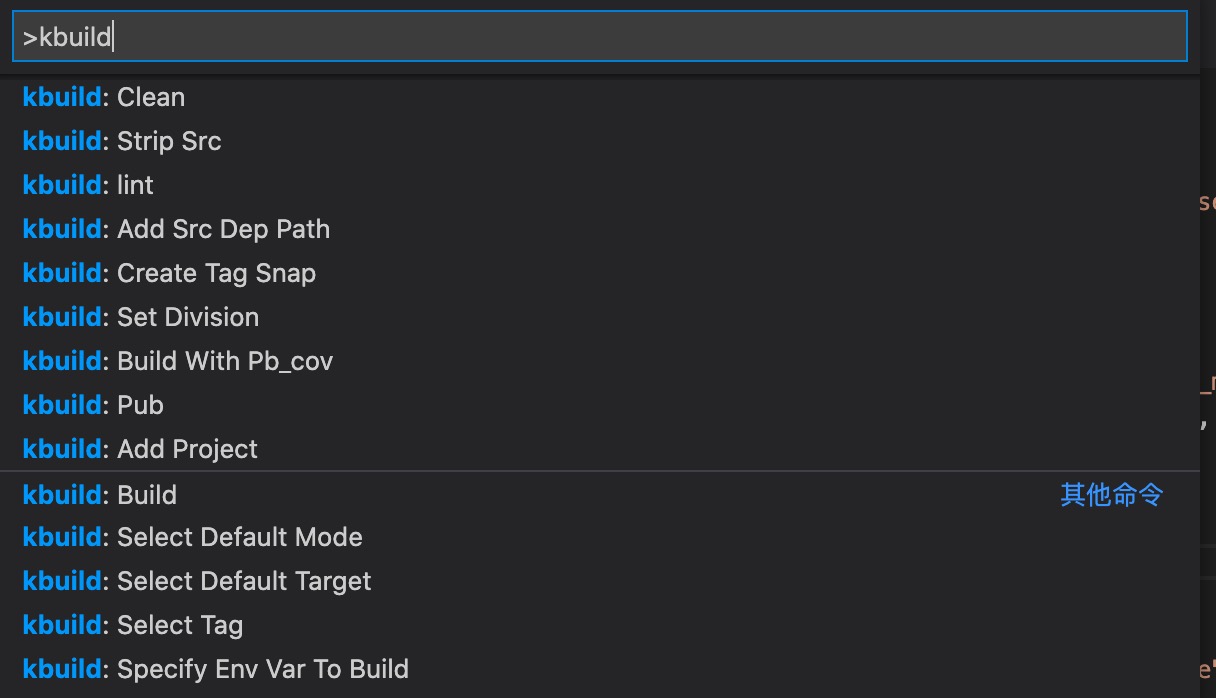 >kbuild
kbuild: Clean
kbuild: Strip Src
kbuild: lint
kbuild: Add Src Dep Path
kbuild: Create Tag Snap
kbuild: Set Division
kbuild: Build With Pb_cov
kbuild: Pub
kbuild: Add Project
kbuild: Build 其他命令
kbuild: Select Default Mode
kbuild: Select Default Target
kbuild: Select Tag
kbuild: Specify Env Var To Build